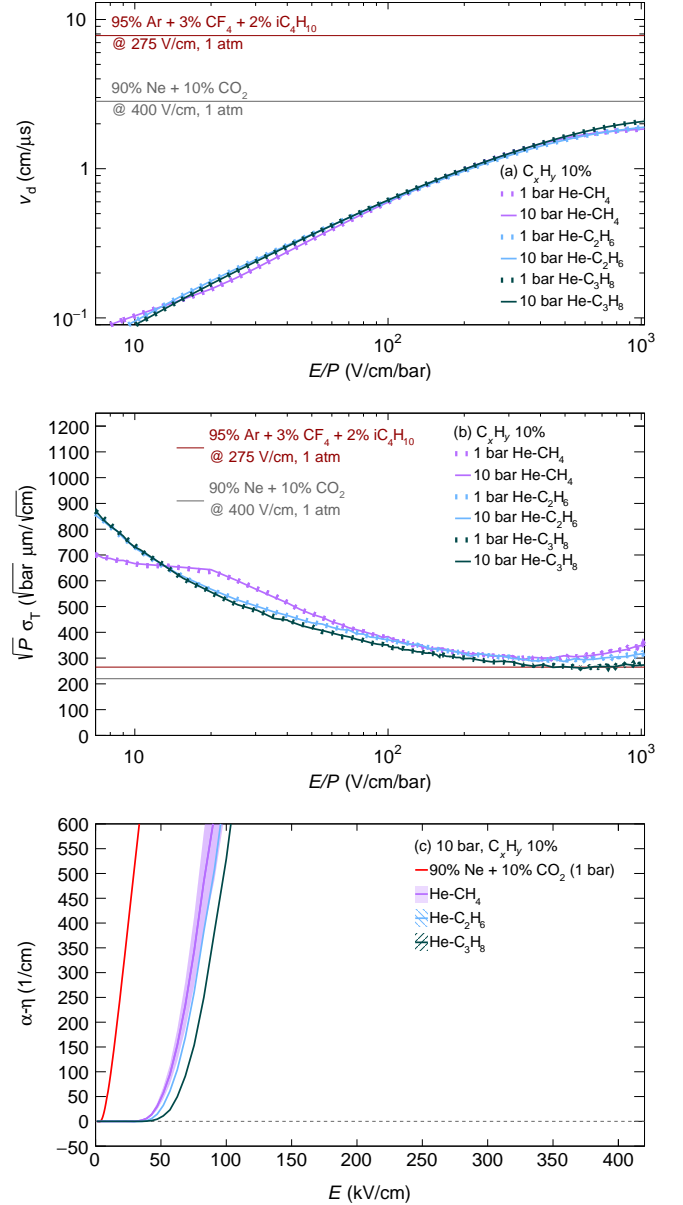 95% Ar + 3% CF₄ + 2% iC₄H₁₀
@ 275 V/cm, 1 atm
90% Ne + 10% CO₂
@ 400 V/cm, 1 atm
(a) CₓHᵧ 10%
1 bar He-CH₄
10 bar He-CH₄
1 bar He-C₂H₆
10 bar He-C₂H₆
1 bar He-C₃H₈
10 bar He-C₃H₈
10
1
10⁻¹
v_d (cm/μs)
10 10² 10³
E/P (V/cm/bar)
95% Ar + 3% CF₄ + 2% iC₄H₁₀
@ 275 V/cm, 1 atm
90% Ne + 10% CO₂
@ 400 V/cm, 1 atm
(b) CₓHᵧ 10%
1 bar He-CH₄
10 bar He-CH₄
1 bar He-C₂H₆
10 bar He-C₂H₆
1 bar He-C₃H₈
10 bar He-C₃H₈
1200
1100
1000
900
800
700
600
500
400
300
200
100
0
√P σ_T (√bar μm/√cm)
10 10² 10³
E/P (V/cm/bar)
(c) 10 bar, CₓHᵧ 10%
90% Ne + 10% CO₂ (1 bar)
He-CH₄
He-C₂H₆
He-C₃H₈
600
550
500
450
400
350
300
250
200
150
100
50
0
−50
α-η (1/cm)
0 50 100 150 200 250 300 350 400
E (kV/cm)